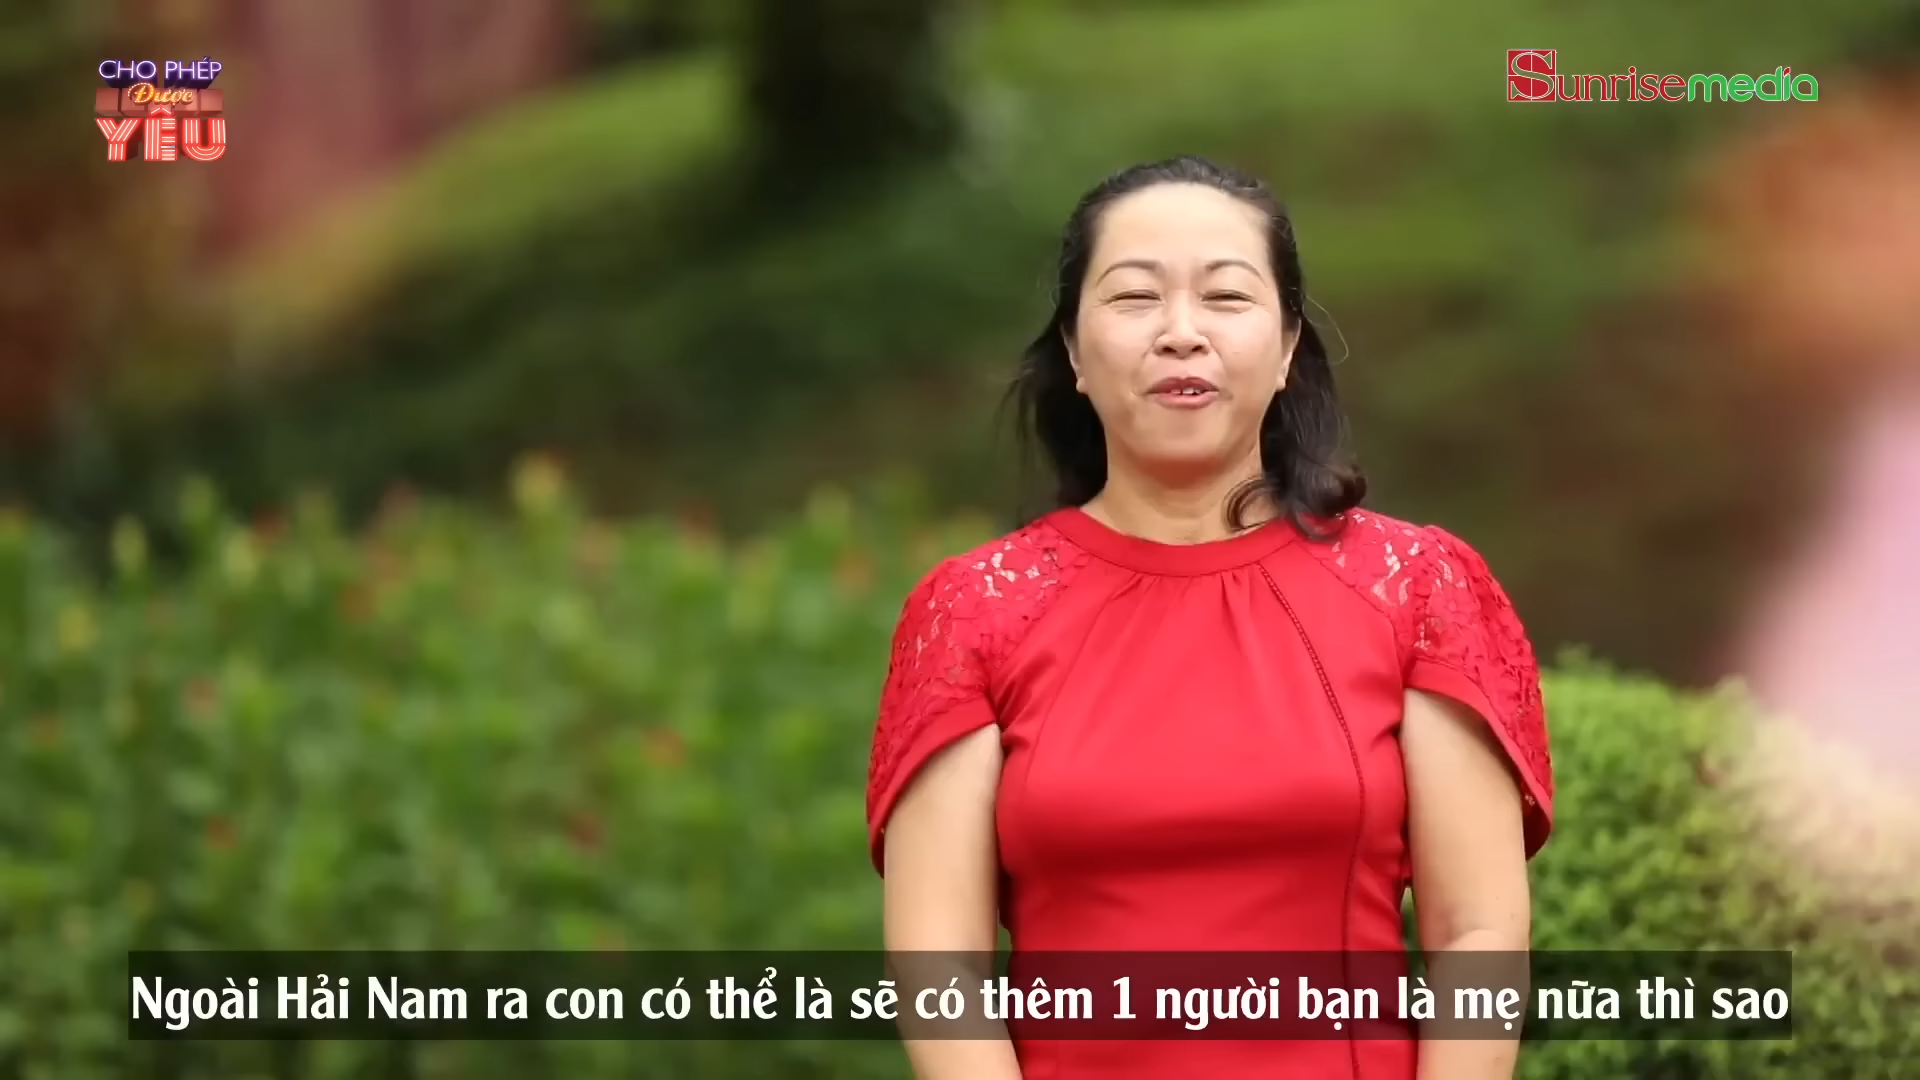 CHO PHÉP
Được
YÊU
Sunrisemedia
Ngoài Hải Nam ra con có thể là sẽ có thêm 1 người bạn là mẹ nữa thì sao